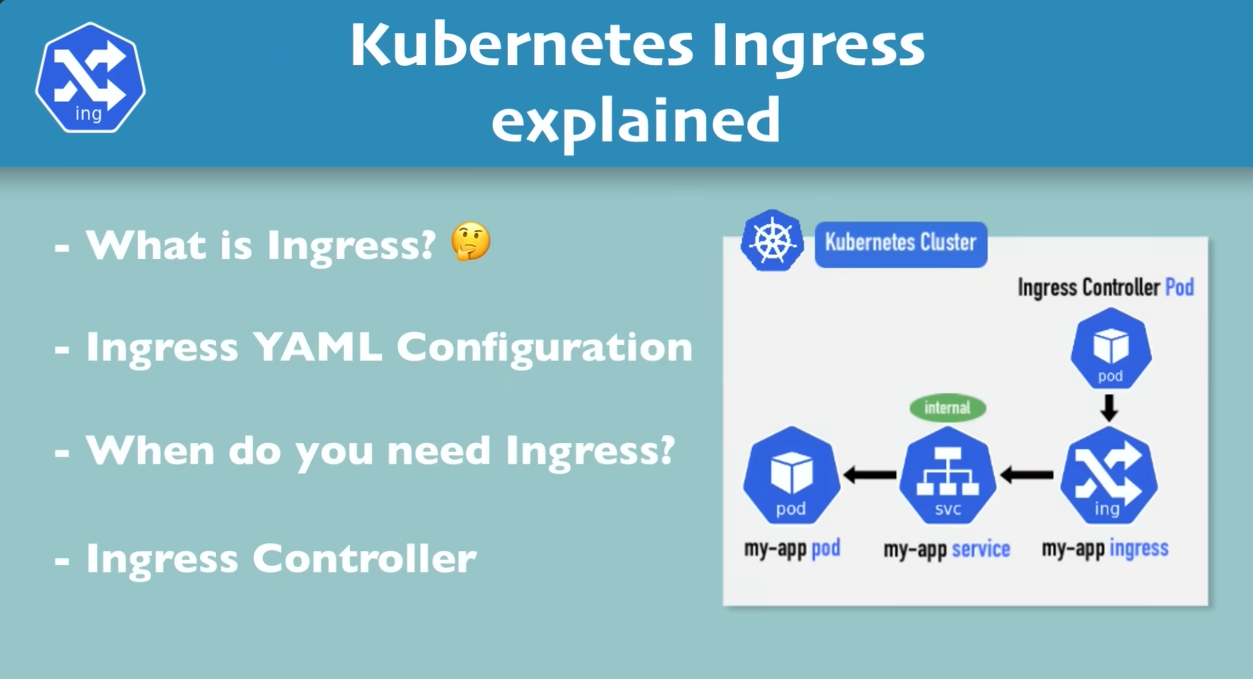 Kubernetes Ingress
explained
ing
- What is Ingress? 🤔
- Ingress YAML Configuration
- When do you need Ingress?
- Ingress Controller
Kubernetes Cluster
Ingress Controller Pod
pod
internal
pod
svc
ing
my-app pod
my-app service
my-app ingress